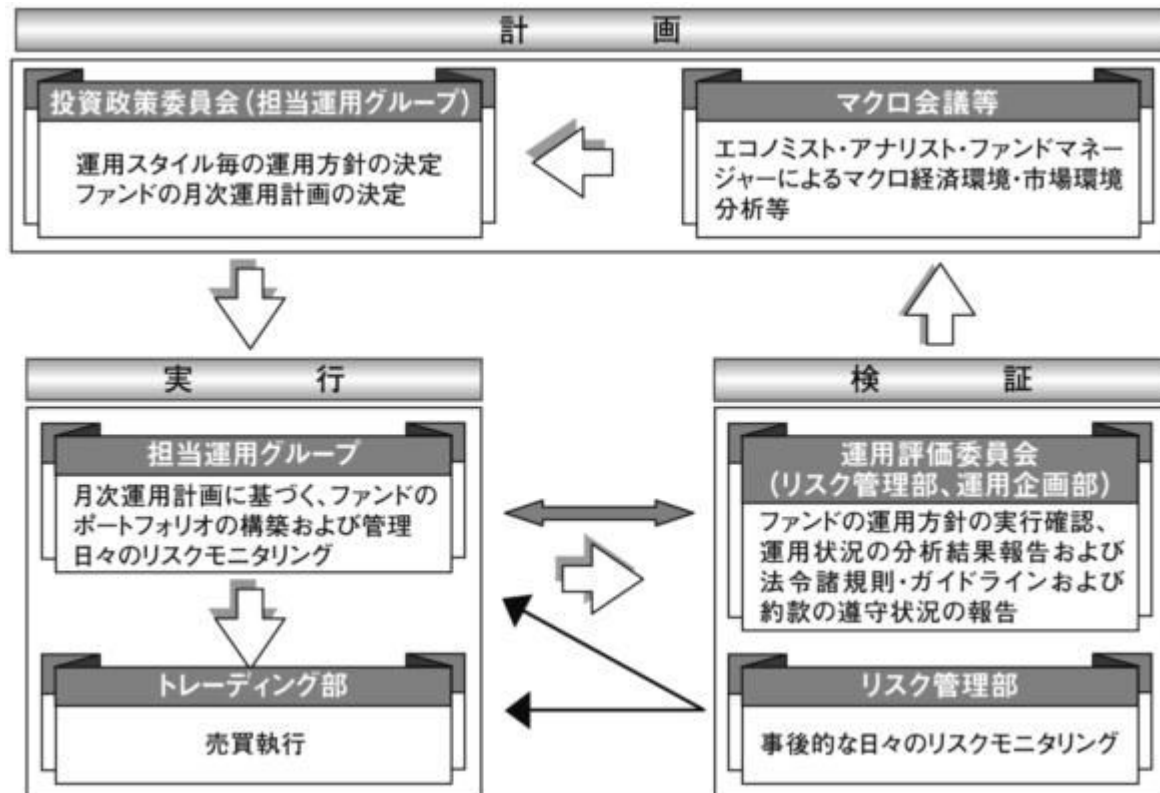 計画
投資政策委員会(担当運用グループ)
運用スタイル毎の運用方針の決定
ファンドの月次運用計画の決定
マクロ会議等
エコノミスト・アナリスト・ファンドマネー
ジャーによるマクロ経済環境・市場環境
分析等
実行
担当運用グループ
月次運用計画に基づく、ファンドの
ポートフォリオの構築および管理
日々のリスクモニタリング
トレーディング部
売買執行
検証
運用評価委員会
(リスク管理部、運用企画部)
ファンドの運用方針の実行確認、
運用状況の分析結果報告および
法令諸規則・ガイドラインおよび
約款の遵守状況の報告
リスク管理部
事後的な日々のリスクモニタリング